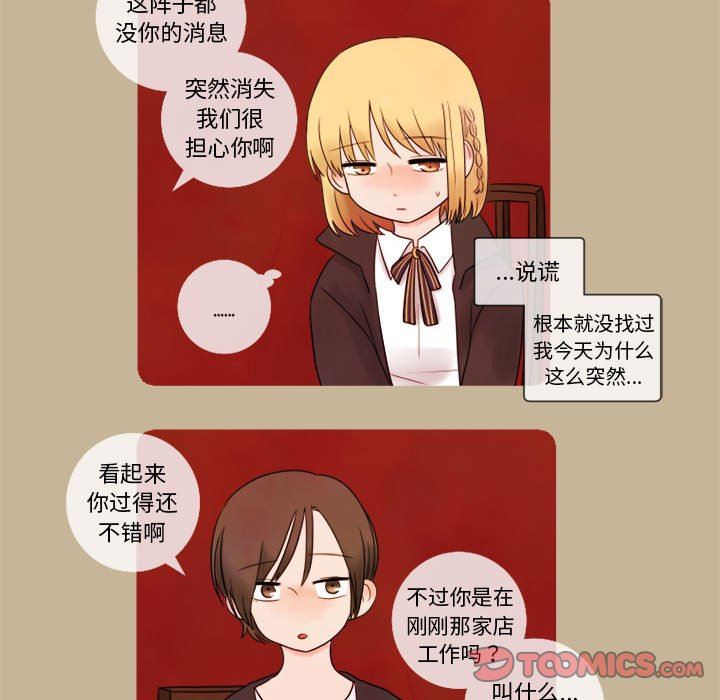 这阵子都
没你的消息
突然消失
我们很
担心你啊
……
…说谎
根本就没找过
我今天为什么
这么突然…
看起来
你过得还
不错啊
不过你是在
刚刚那家店
工作吗？
叫什么…
TOOMICS.COM